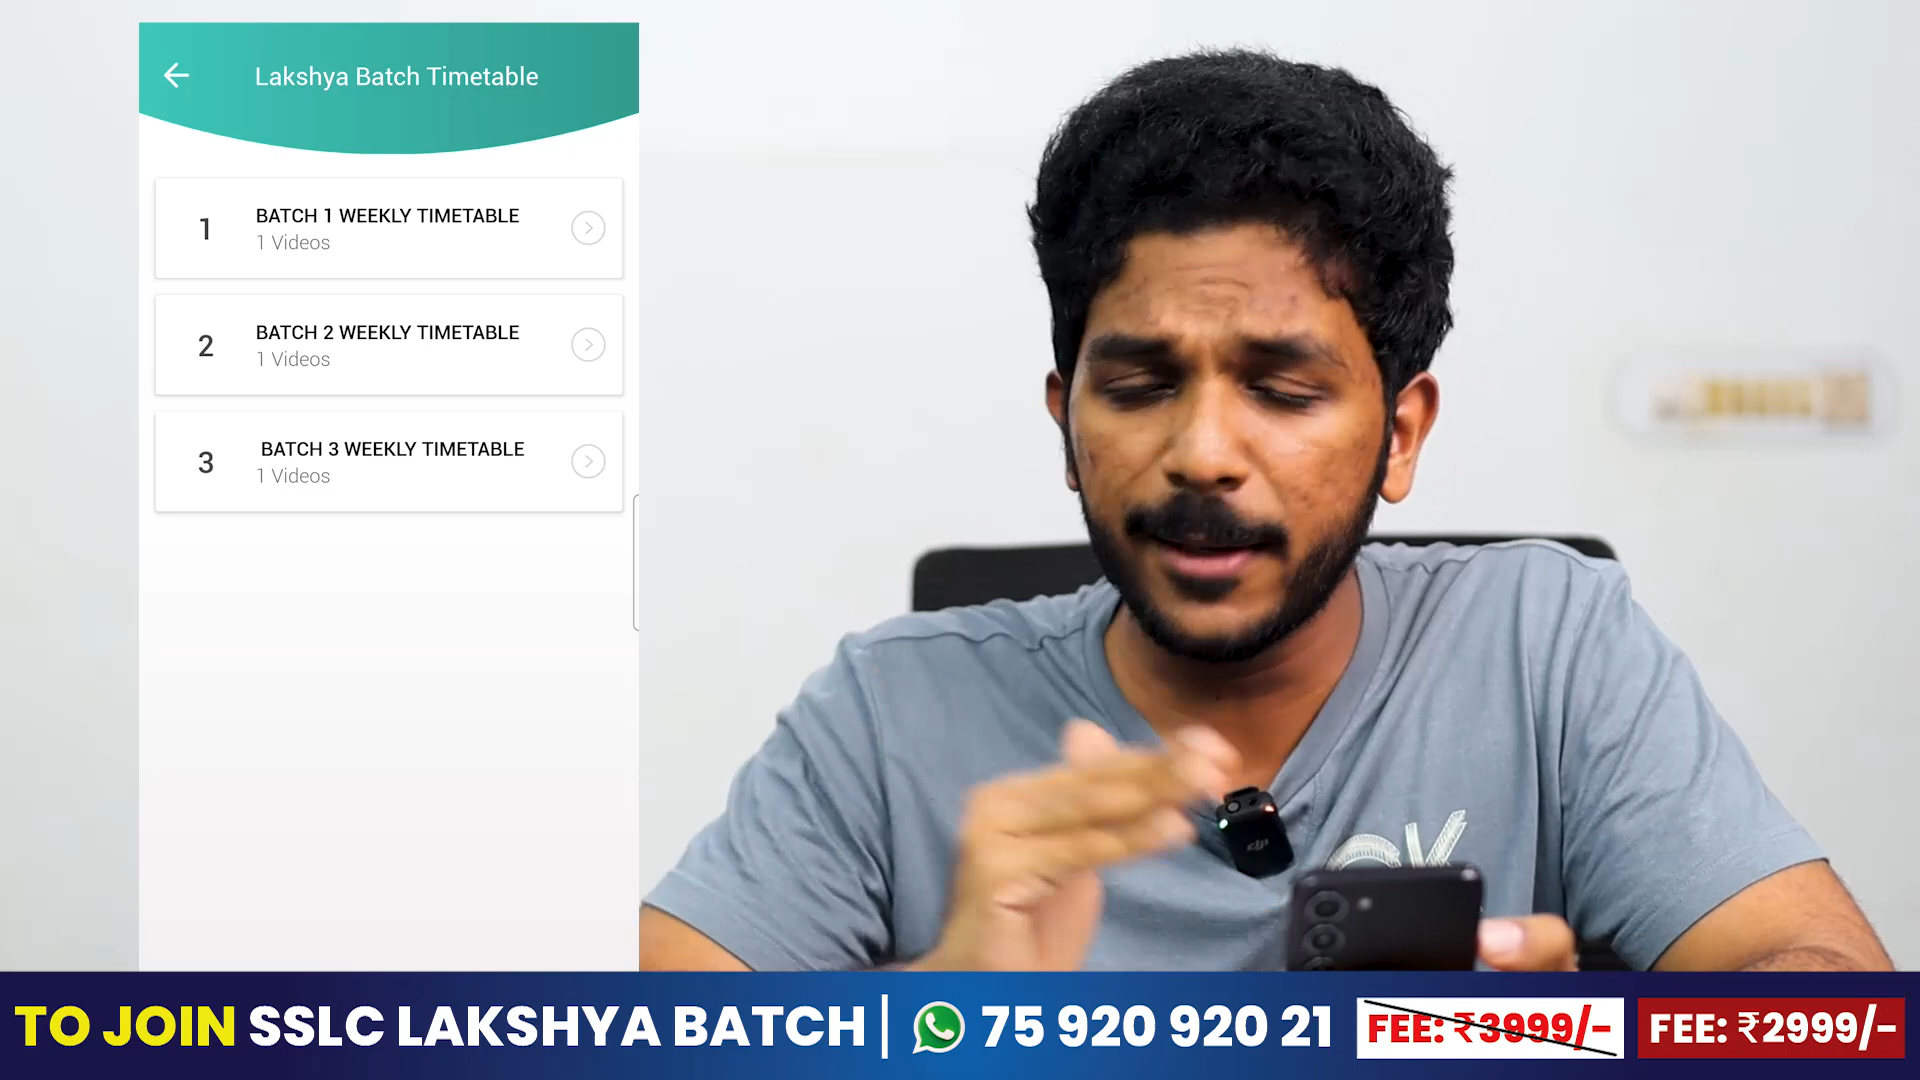 Lakshya Batch Timetable
1
BATCH 1 WEEKLY TIMETABLE
1 Videos
2
BATCH 2 WEEKLY TIMETABLE
1 Videos
3
BATCH 3 WEEKLY TIMETABLE
1 Videos
dji
TO JOIN SSLC LAKSHYA BATCH | 75 920 920 21
FEE: ₹3999/-
FEE: ₹2999/-